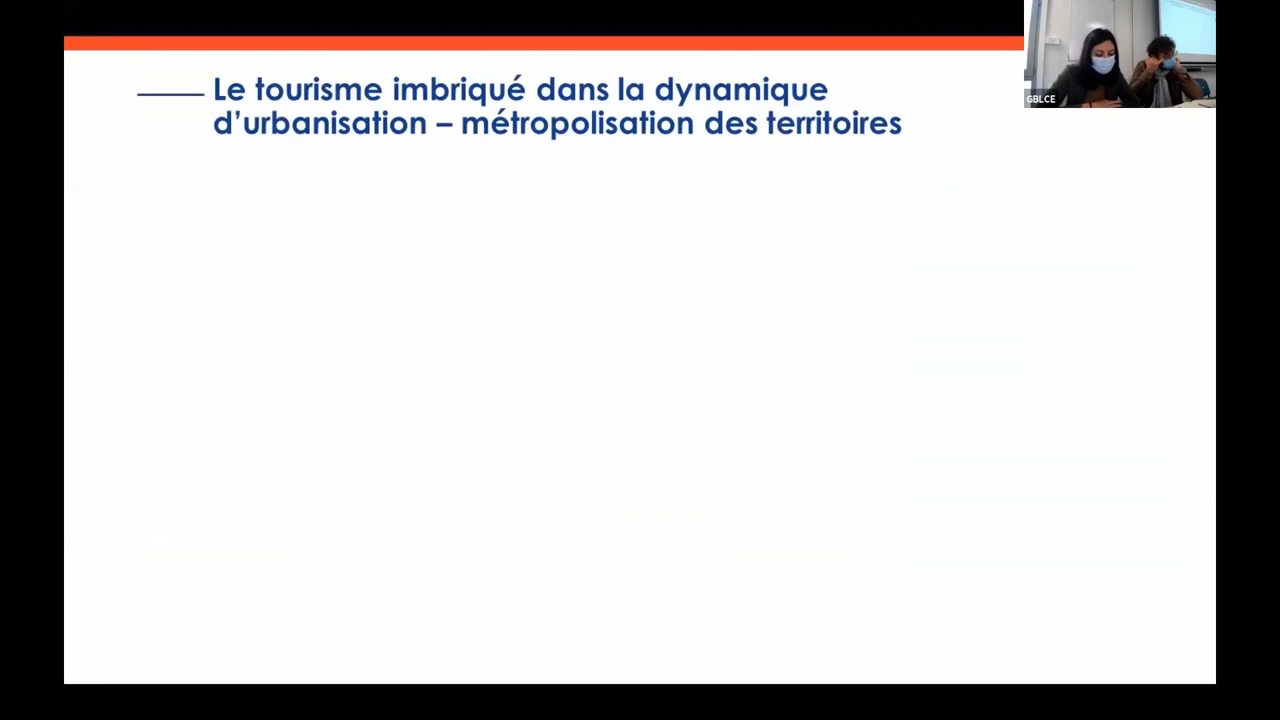 Le tourisme imbriqué dans la dynamique
d’urbanisation – métropolisation des territoires
GBLCE